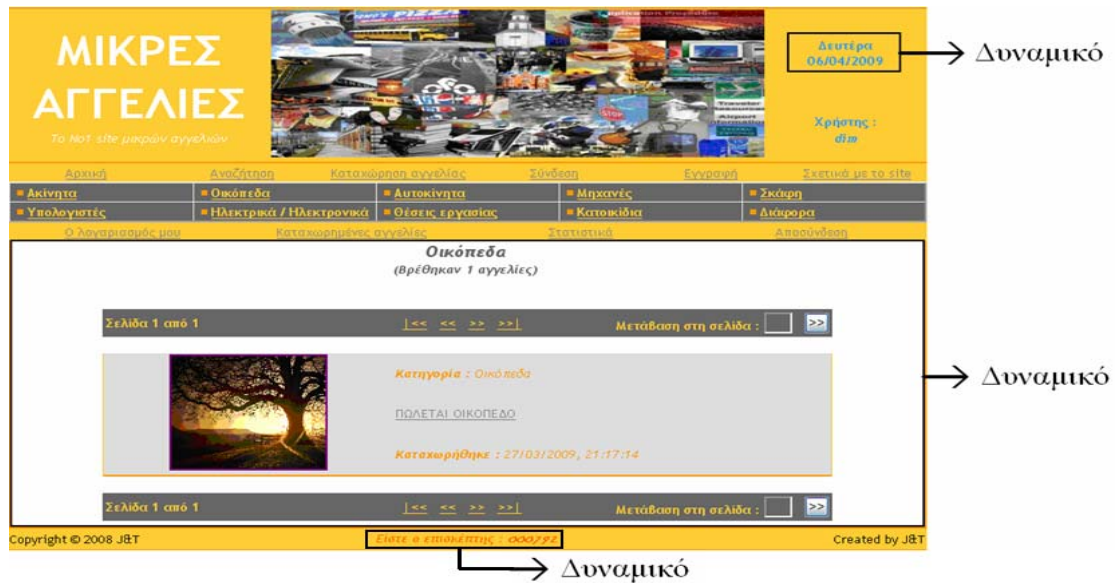 ΜΙΚΡΕΣ
ΑΓΓΕΛΙΕΣ
Το Νο1 site μικρών αγγελιών
Δευτέρα
06/04/2009
Χρήστης :
dim
Δυναμικό
Αρχική Αναζήτηση Καταχώρηση αγγελίας Σύνδεση Εγγραφή Σχετικά με το site
Ακίνητα Οικόπεδα Αυτοκίνητα Μηχανές Σκάφη
Υπολογιστές Ηλεκτρικά / Ηλεκτρονικά Θέσεις εργασίας Κατοικίδια Διάφορα
Ο λογαριασμός μου Καταχωρημένες αγγελίες Στατιστικά Αποσύνδεση
Οικόπεδα
(Βρέθηκαν 1 αγγελίες)
Σελίδα 1 από 1 |<< << >> >>| Μετάβαση στη σελίδα : >>
Κατηγορία : Οικόπεδα
ΠΩΛΕΤΑΙ ΟΙΚΟΠΕΔΟ
Καταχωρήθηκε : 27/03/2009, 21:17:14
Δυναμικό
Σελίδα 1 από 1 |<< << >> >>| Μετάβαση στη σελίδα : >>
Copyright © 2008 J&T Είστε ο επισκέπτης : 000792 Created by J&T
Δυναμικό